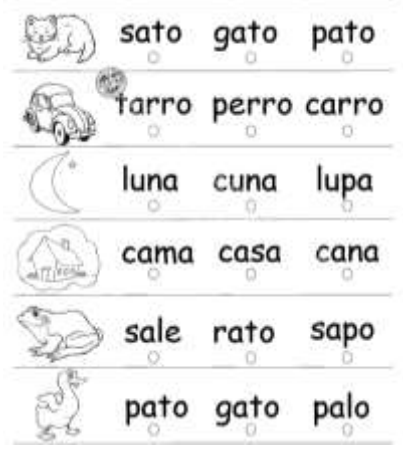 sato gato pato
tarro perro carro
luna cuna lupa
cama casa cana
sale rato sapo
pato gato palo